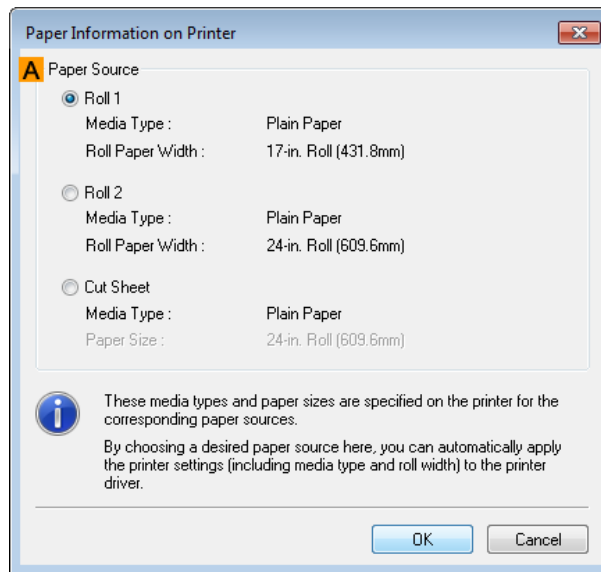 Paper Information on Printer
A Paper Source
Roll 1
Media Type : Plain Paper
Roll Paper Width : 17-in. Roll (431.8mm)
Roll 2
Media Type : Plain Paper
Roll Paper Width : 24-in. Roll (609.6mm)
Cut Sheet
Media Type : Plain Paper
Paper Size : 24-in. Roll (609.6mm)
These media types and paper sizes are specified on the printer for the
corresponding paper sources.
By choosing a desired paper source here, you can automatically apply
the printer settings (including media type and roll width) to the printer
driver.
OK Cancel